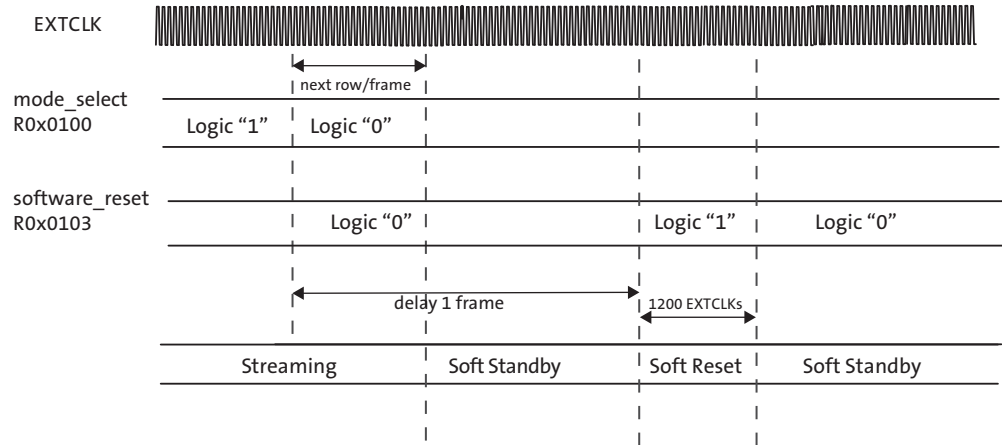 EXTCLK
next row/frame
mode_select
R0x0100
Logic “1” Logic “0”
software_reset
R0x0103
Logic “0” Logic “1” Logic “0”
delay 1 frame
1200 EXTCLKs
Streaming Soft Standby Soft Reset Soft Standby